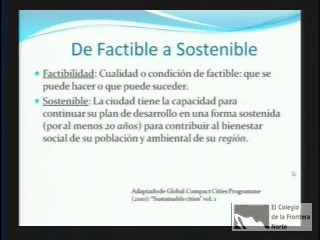 De Factible a Sostenible
Factibilidad: Cualidad o condición de factible: que se
puede hacer o que puede suceder.
Sostenible: La ciudad tiene la capacidad para
continuar su plan de desarrollo en una forma sostenida
(por al menos 20 años) para contribuir al bienestar
social de su población y ambiental de su región.
Adaptado de Global Compact Cities Programme
(2010): "Sustainable cities" vol. 1
El Colegio
de la Frontera
Norte